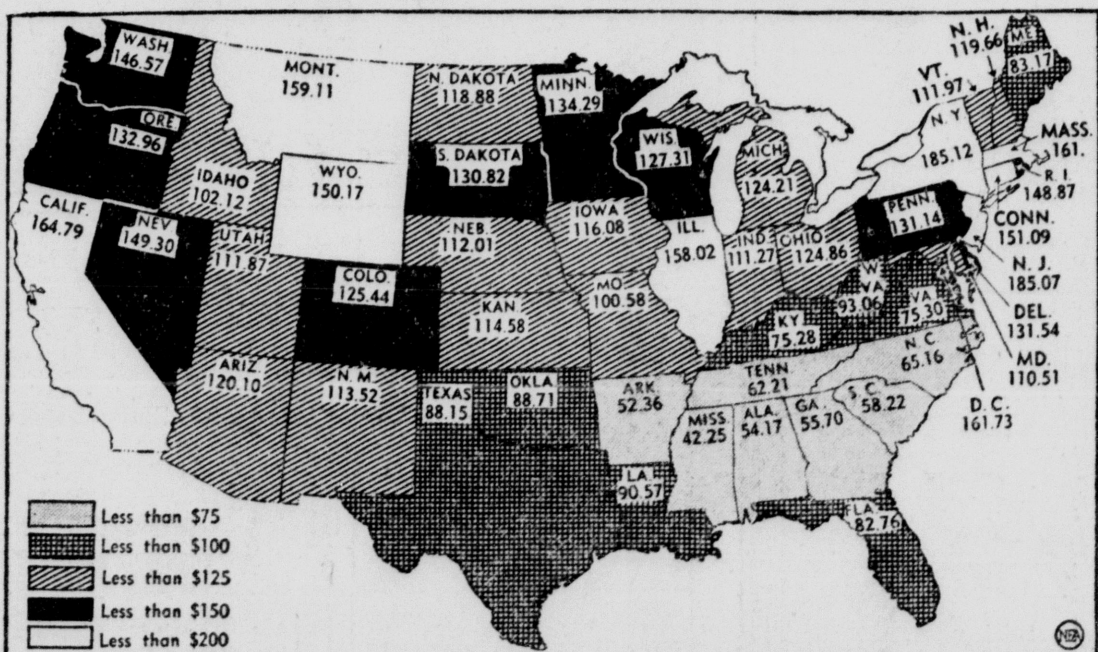 WASH.
146.57
ORE.
132.96
CALIF.
164.79
NEV
149.30
IDAHO
102.12
MONT.
159.11
WYO.
150.17
UTAH
111.87
COLO.
125.44
ARIZ.
120.10
N. M.
113.52
N. DAKOTA
118.88
S. DAKOTA
130.82
NEB.
112.01
KAN.
114.58
OKLA
88.71
TEXAS
88.15
MINN.
134.29
IOWA
116.08
MO.
100.58
ARK
52.36
LA.
90.57
WIS.
127.31
ILL.
158.02
MICH
124.21
IND.
111.27
OHIO
124.86
KY.
75.28
TENN.
62.21
MISS.
42.25
ALA.
54.17
GA.
55.70
FLA.
82.76
S. C.
58.22
N. C.
65.16
W
VA
93.06
VA.
75.30
PENN.
131.14
N. Y.
185.12
VT.
111.97
N. H.
119.66
ME.
83.17
MASS.
161.
R. I.
148.87
CONN.
151.09
N. J.
185.07
DEL.
131.54
MD.
110.51
D. C.
161.73
Less than $75
Less than $100
Less than $125
Less than $150
Less than $200
NEA